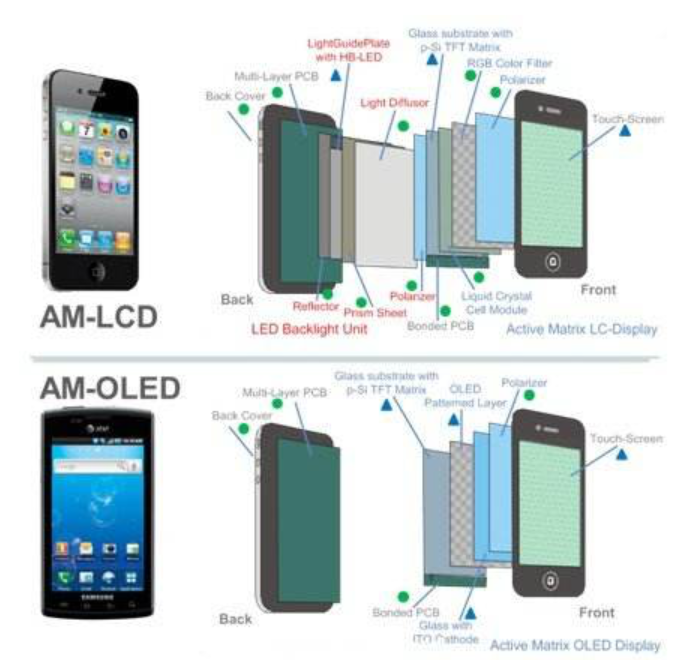 Glass substrate with
p-Si TFT Matrix
LightGuidePlate
with HB-LED
RGB Color Filter
Multi-Layer PCB
Polarizer
Back Cover
Light Diffusor
Touch-Screen
Back
Front
Reflector
Prism Sheet
Polarizer
Liquid Crystal
Cell Module
Bonded PCB
AM-LCD
LED Backlight Unit
Active Matrix LC-Display
AM-OLED
Glass substrate with
p-Si TFT Matrix
OLED
Patterned Layer
Polarizer
Multi-Layer PCB
Back Cover
Touch-Screen
at&t
SAMSUNG
Back
Front
Bonded PCB
Glass with
ITO Cathode
Active Matrix OLED Display